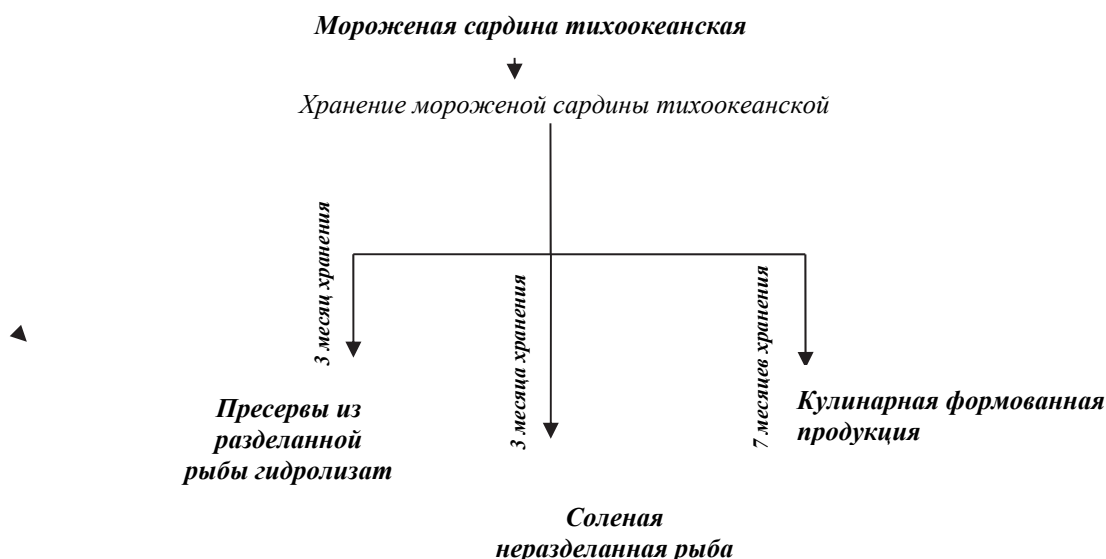 Мороженая сардина тихоокеанская
Хранение мороженой сардины тихоокеанской
3 месяц хранения
3 месяца хранения
7 месяцев хранения
Пресервы из
разделанной
рыбы гидролизат
Кулинарная формованная
продукция
Соленая
неразделанная рыба